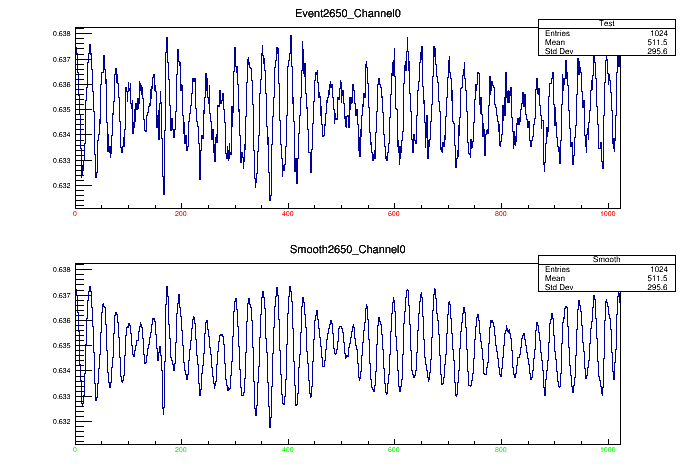 Event2650_Channel0
Test
Entries 1024
Mean 511.5
Std Dev 295.6
0.638
0.637
0.636
0.635
0.634
0.633
0.632
0 200 400 600 800 1000
Smooth2650_Channel0
Smooth
Entries 1024
Mean 511.5
Std Dev 295.6
0.638
0.637
0.636
0.635
0.634
0.633
0.632
0 200 400 600 800 1000